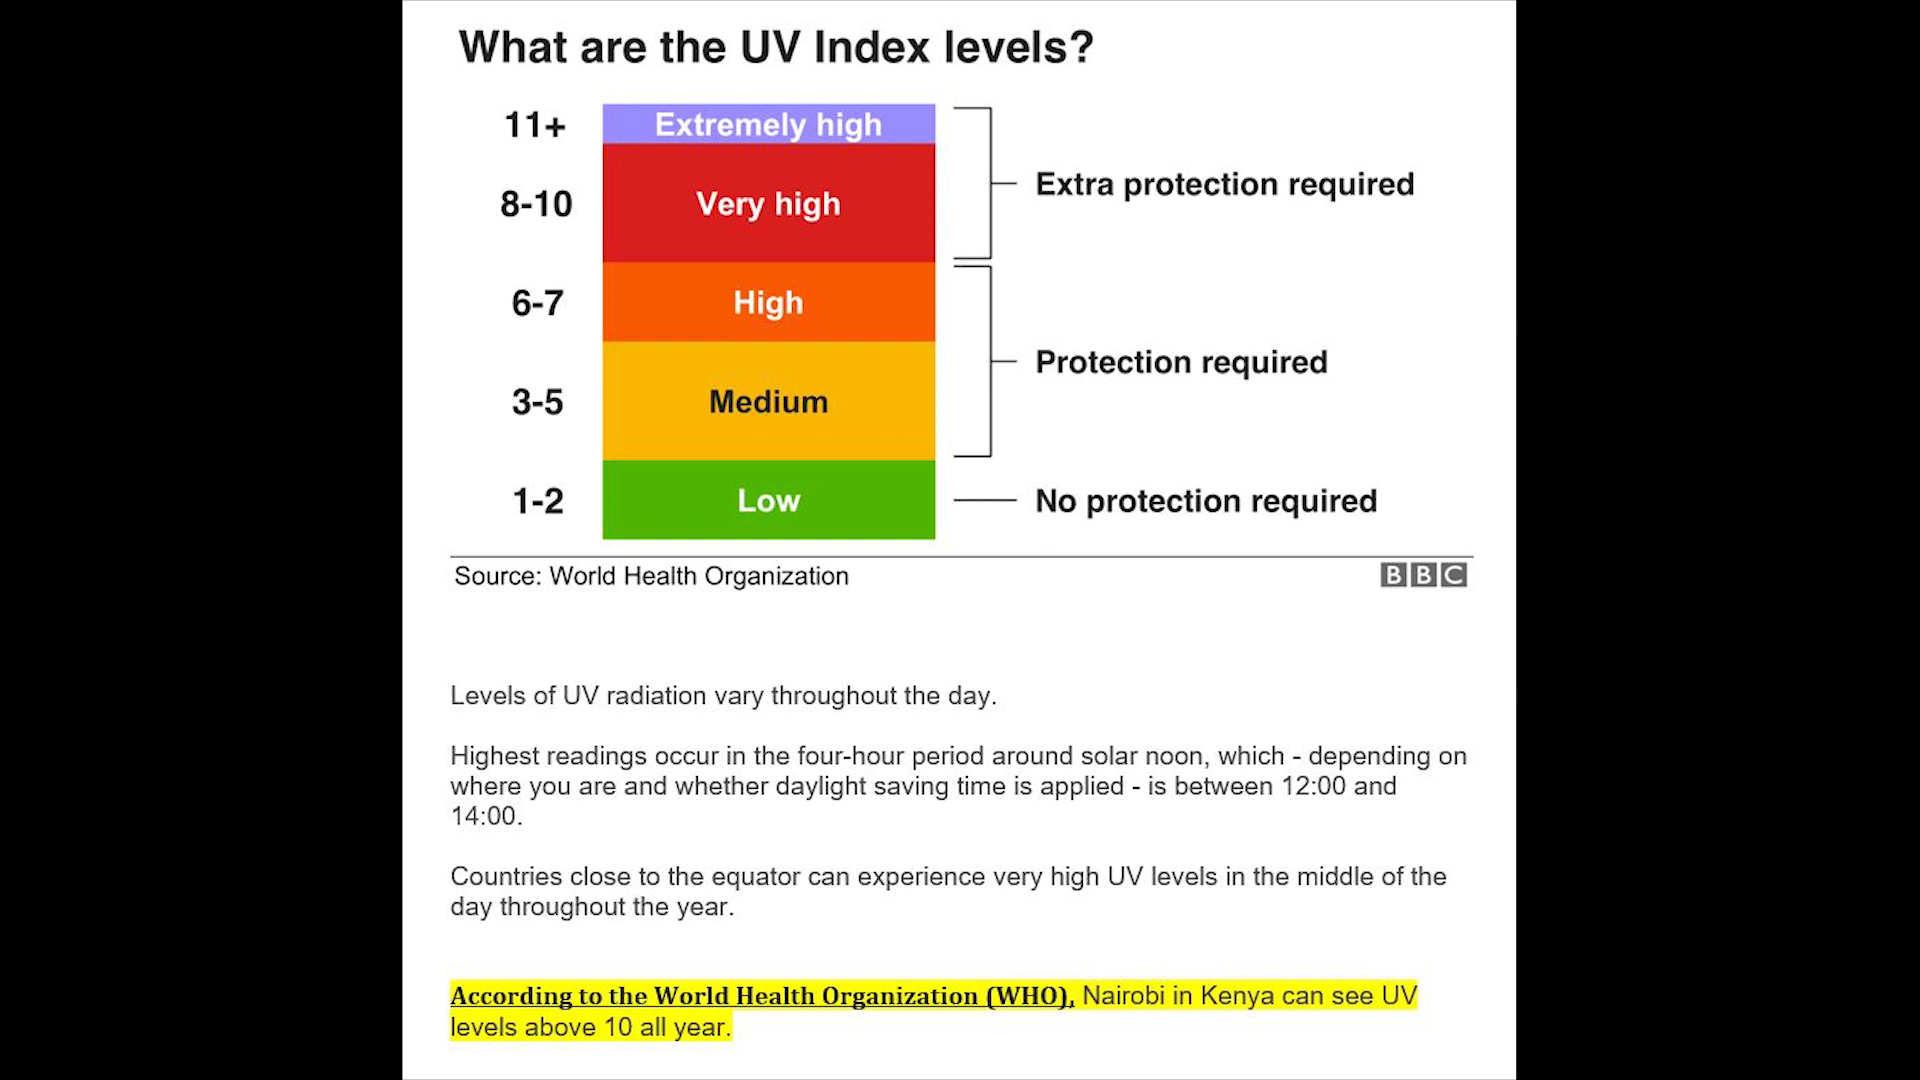 What are the UV Index levels?
11+ Extremely high
Extra protection required
8-10 Very high
6-7 High
Protection required
3-5 Medium
1-2 Low No protection required
Source: World Health Organization BBC
Levels of UV radiation vary throughout the day.
Highest readings occur in the four-hour period around solar noon, which - depending on
where you are and whether daylight saving time is applied - is between 12:00 and
14:00.
Countries close to the equator can experience very high UV levels in the middle of the
day throughout the year.
According to the World Health Organization (WHO), Nairobi in Kenya can see UV
levels above 10 all year.